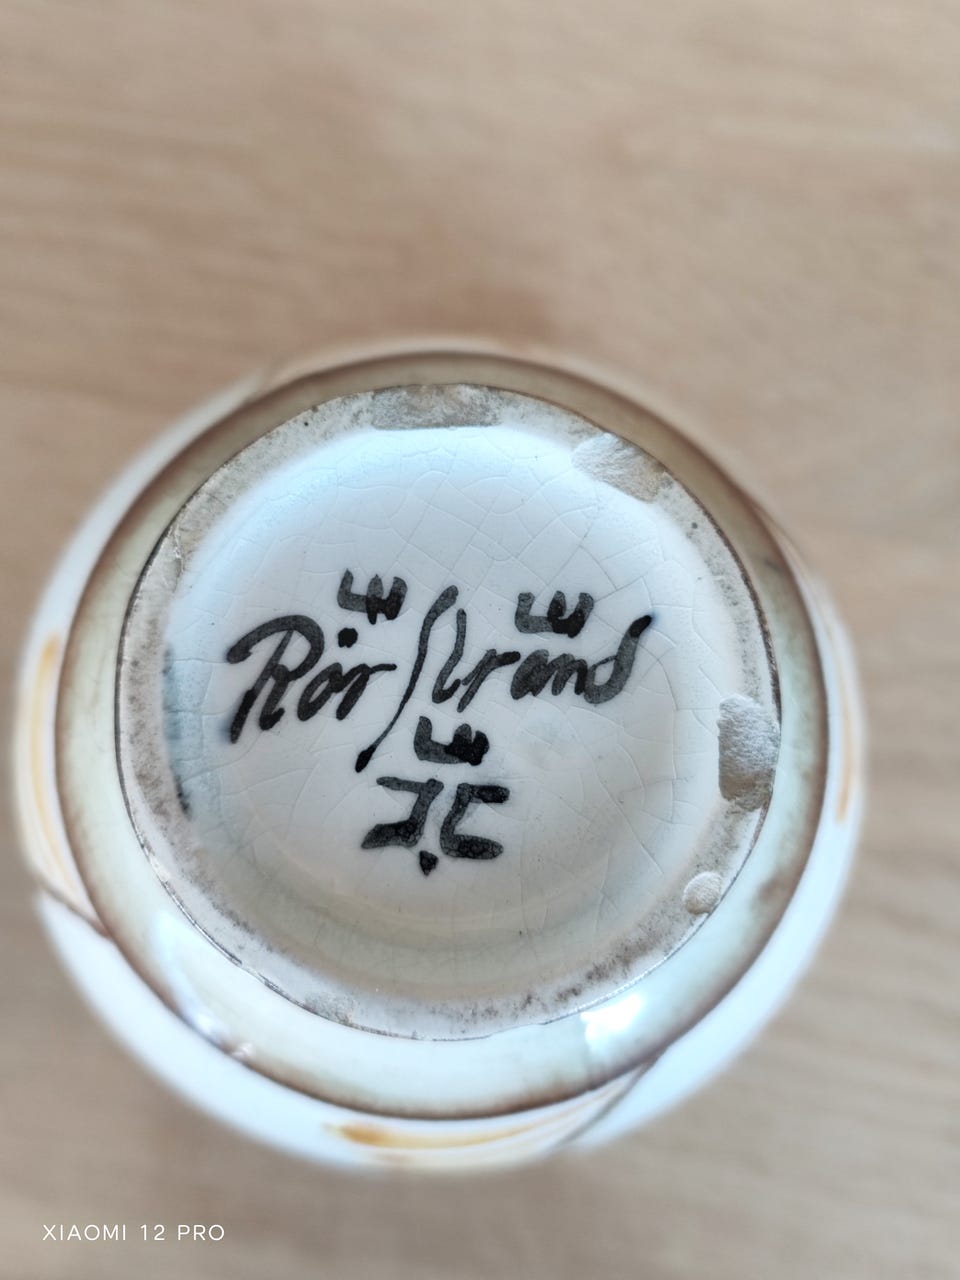 Rörstrand
J.C
XIAOMI 12 PRO